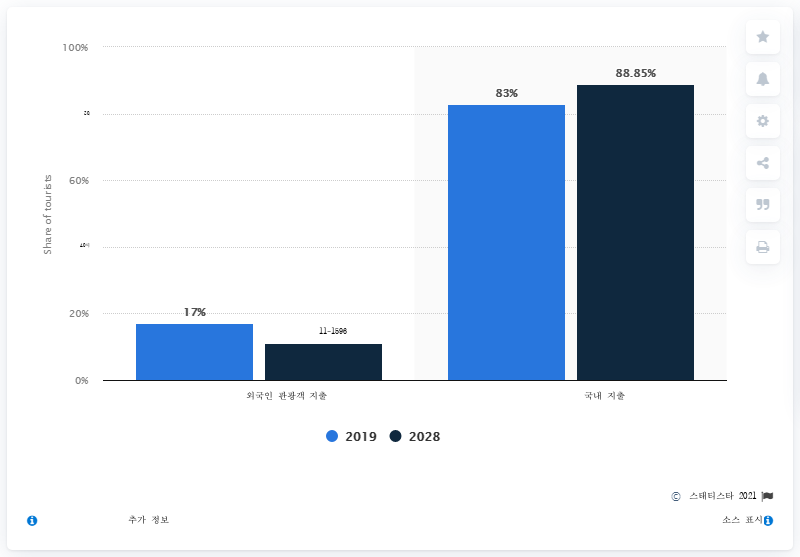 100%
88.85%
83%
60%
Share of tourists
20%
17%
11-1596
0%
외국인 관광객 지출
국내 지출
2019 2028
© 스태티스타 2021
추가 정보
소스 표시